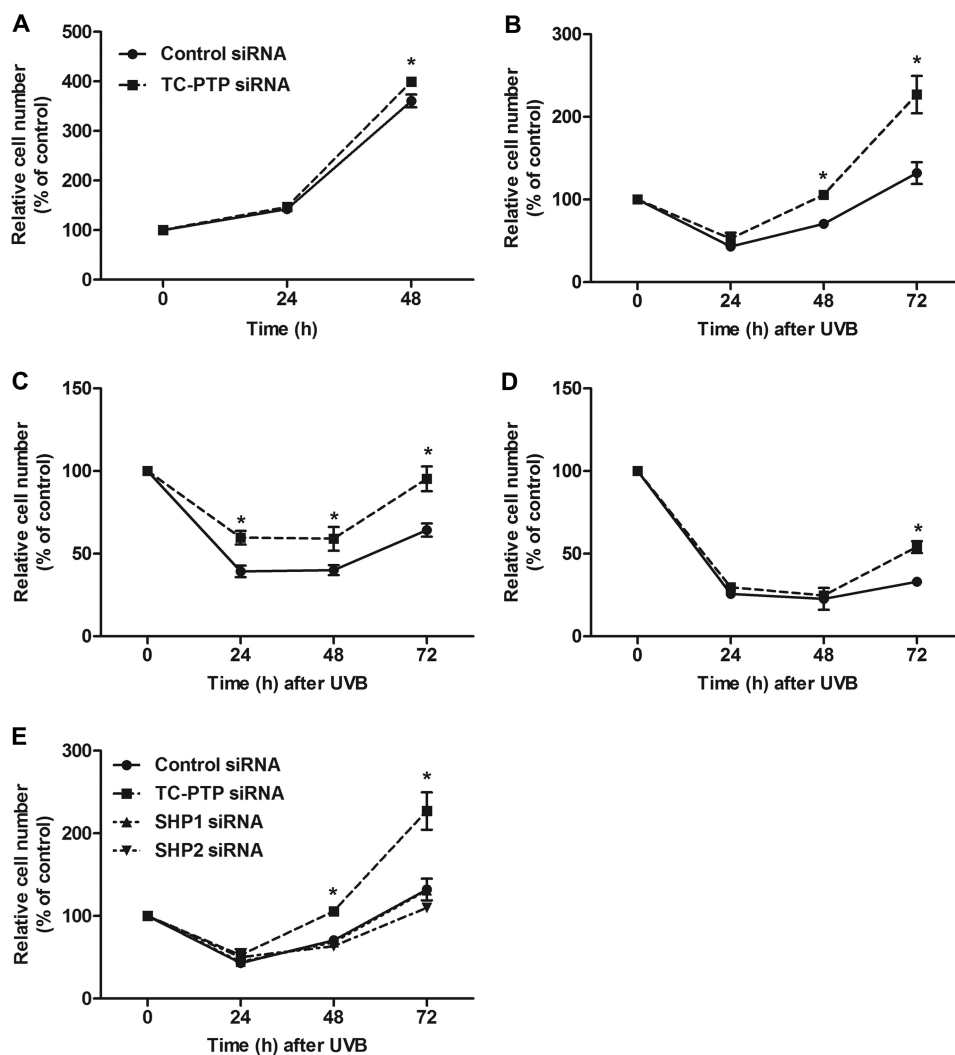 A
Relative cell number
(% of control)
500
400
300
200
100
0
Control siRNA
TC-PTP siRNA
*
0 24 48
Time (h)
B
Relative cell number
(% of control)
300
200
100
0
*
*
0 24 48 72
Time (h) after UVB
C
Relative cell number
(% of control)
150
100
50
0
*
*
*
0 24 48 72
Time (h) after UVB
D
Relative cell number
(% of control)
150
100
50
0
*
0 24 48 72
Time (h) after UVB
E
Relative cell number
(% of control)
300
200
100
0
Control siRNA
TC-PTP siRNA
SHP1 siRNA
SHP2 siRNA
*
*
0 24 48 72
Time (h) after UVB